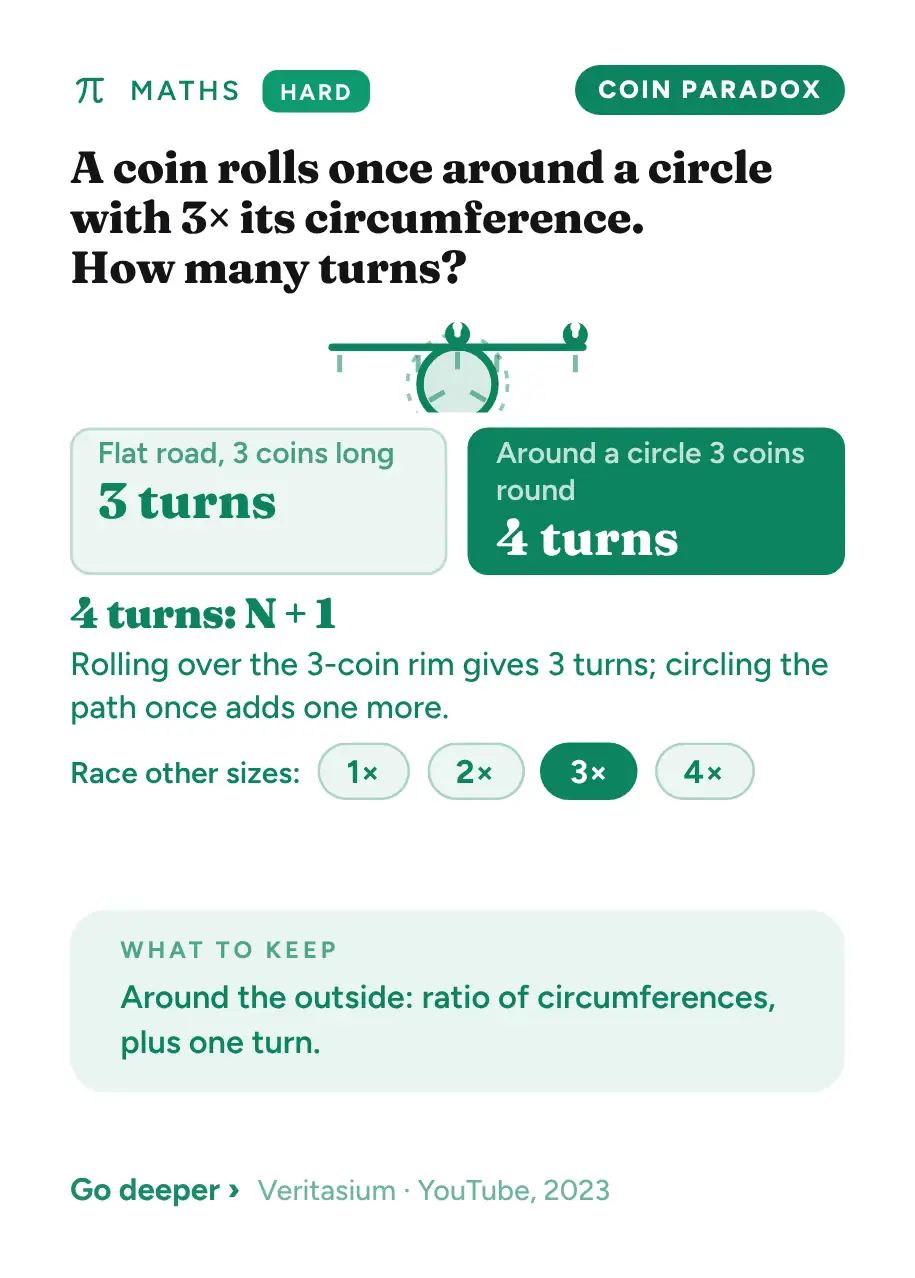 π MATHS HARD COIN PARADOX
A coin rolls once around a circle
with 3× its circumference.
How many turns?
Flat road, 3 coins long
3 turns
Around a circle 3 coins
round
4 turns
4 turns: N + 1
Rolling over the 3-coin rim gives 3 turns; circling the
path once adds one more.
Race other sizes: 1× 2× 3× 4×
WHAT TO KEEP
Around the outside: ratio of circumferences,
plus one turn.
Go deeper › Veritasium · YouTube, 2023